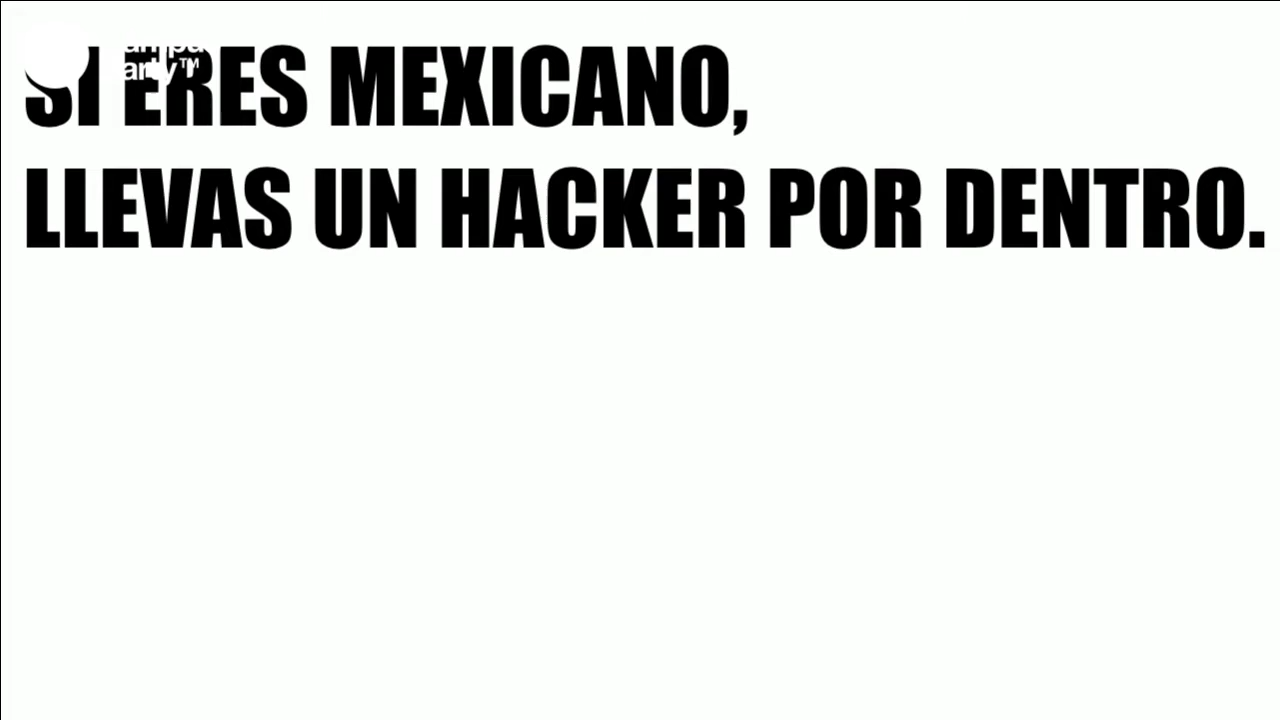 SI ERES MEXICANO,
LLEVAS UN HACKER POR DENTRO.